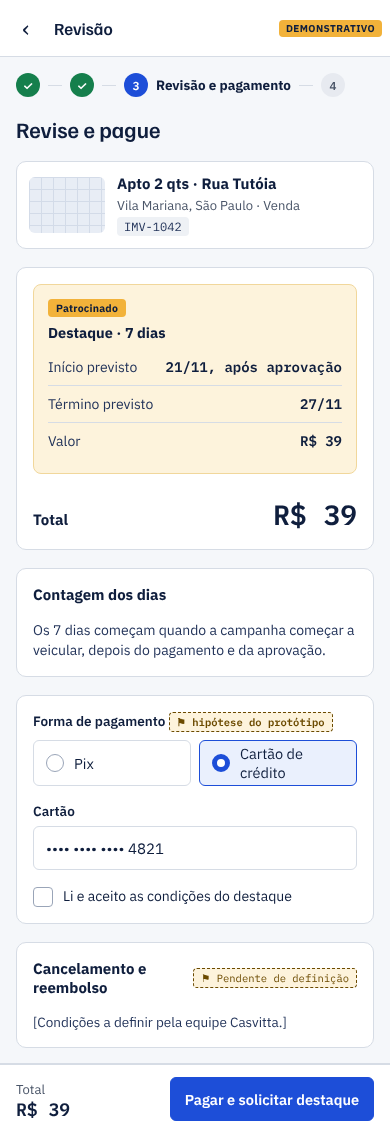 Revisão
DEMONSTRATIVO
3 Revisão e pagamento 4
Revise e pague
Apto 2 qts · Rua Tutóia
Vila Mariana, São Paulo · Venda
IMV-1042
Patrocinado
Destaque · 7 dias
Início previsto 21/11, após aprovação
Término previsto 27/11
Valor R$ 39
Total R$ 39
Contagem dos dias
Os 7 dias começam quando a campanha começar a
veicular, depois do pagamento e da aprovação.
Forma de pagamento hipótese do protótipo
Pix
Cartão de
crédito
Cartão
•••• •••• •••• 4821
Li e aceito as condições do destaque
Cancelamento e
reembolso
Pendente de definição
[Condições a definir pela equipe Casvitta.]
Total
R$ 39
Pagar e solicitar destaque